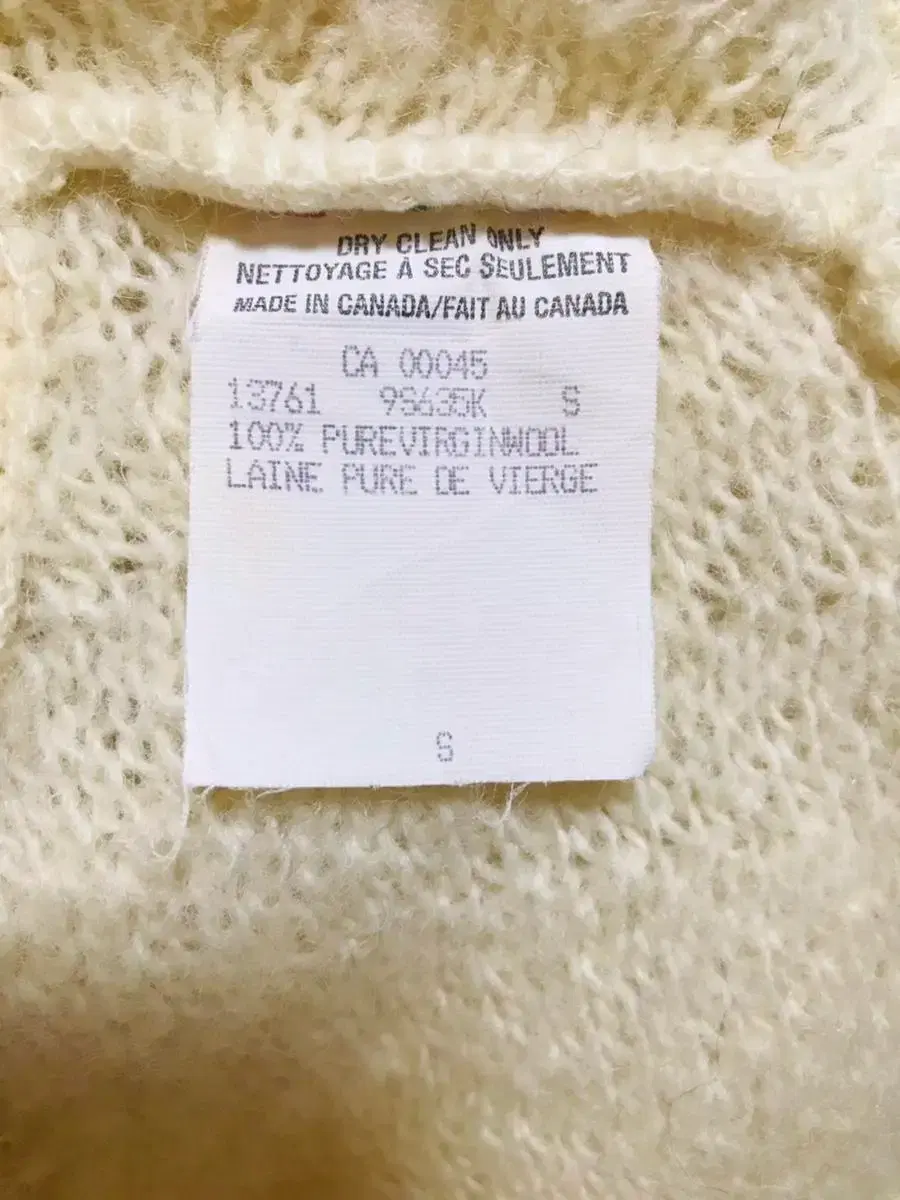 DRY CLEAN ONLY
NETTOYAGE À SEC SEULEMENT
MADE IN CANADA/FAIT AU CANADA
CA 00045
13761 9S635K S
100% PUREVIRGINWOOL
LAINE PURE DE VIERGE
S